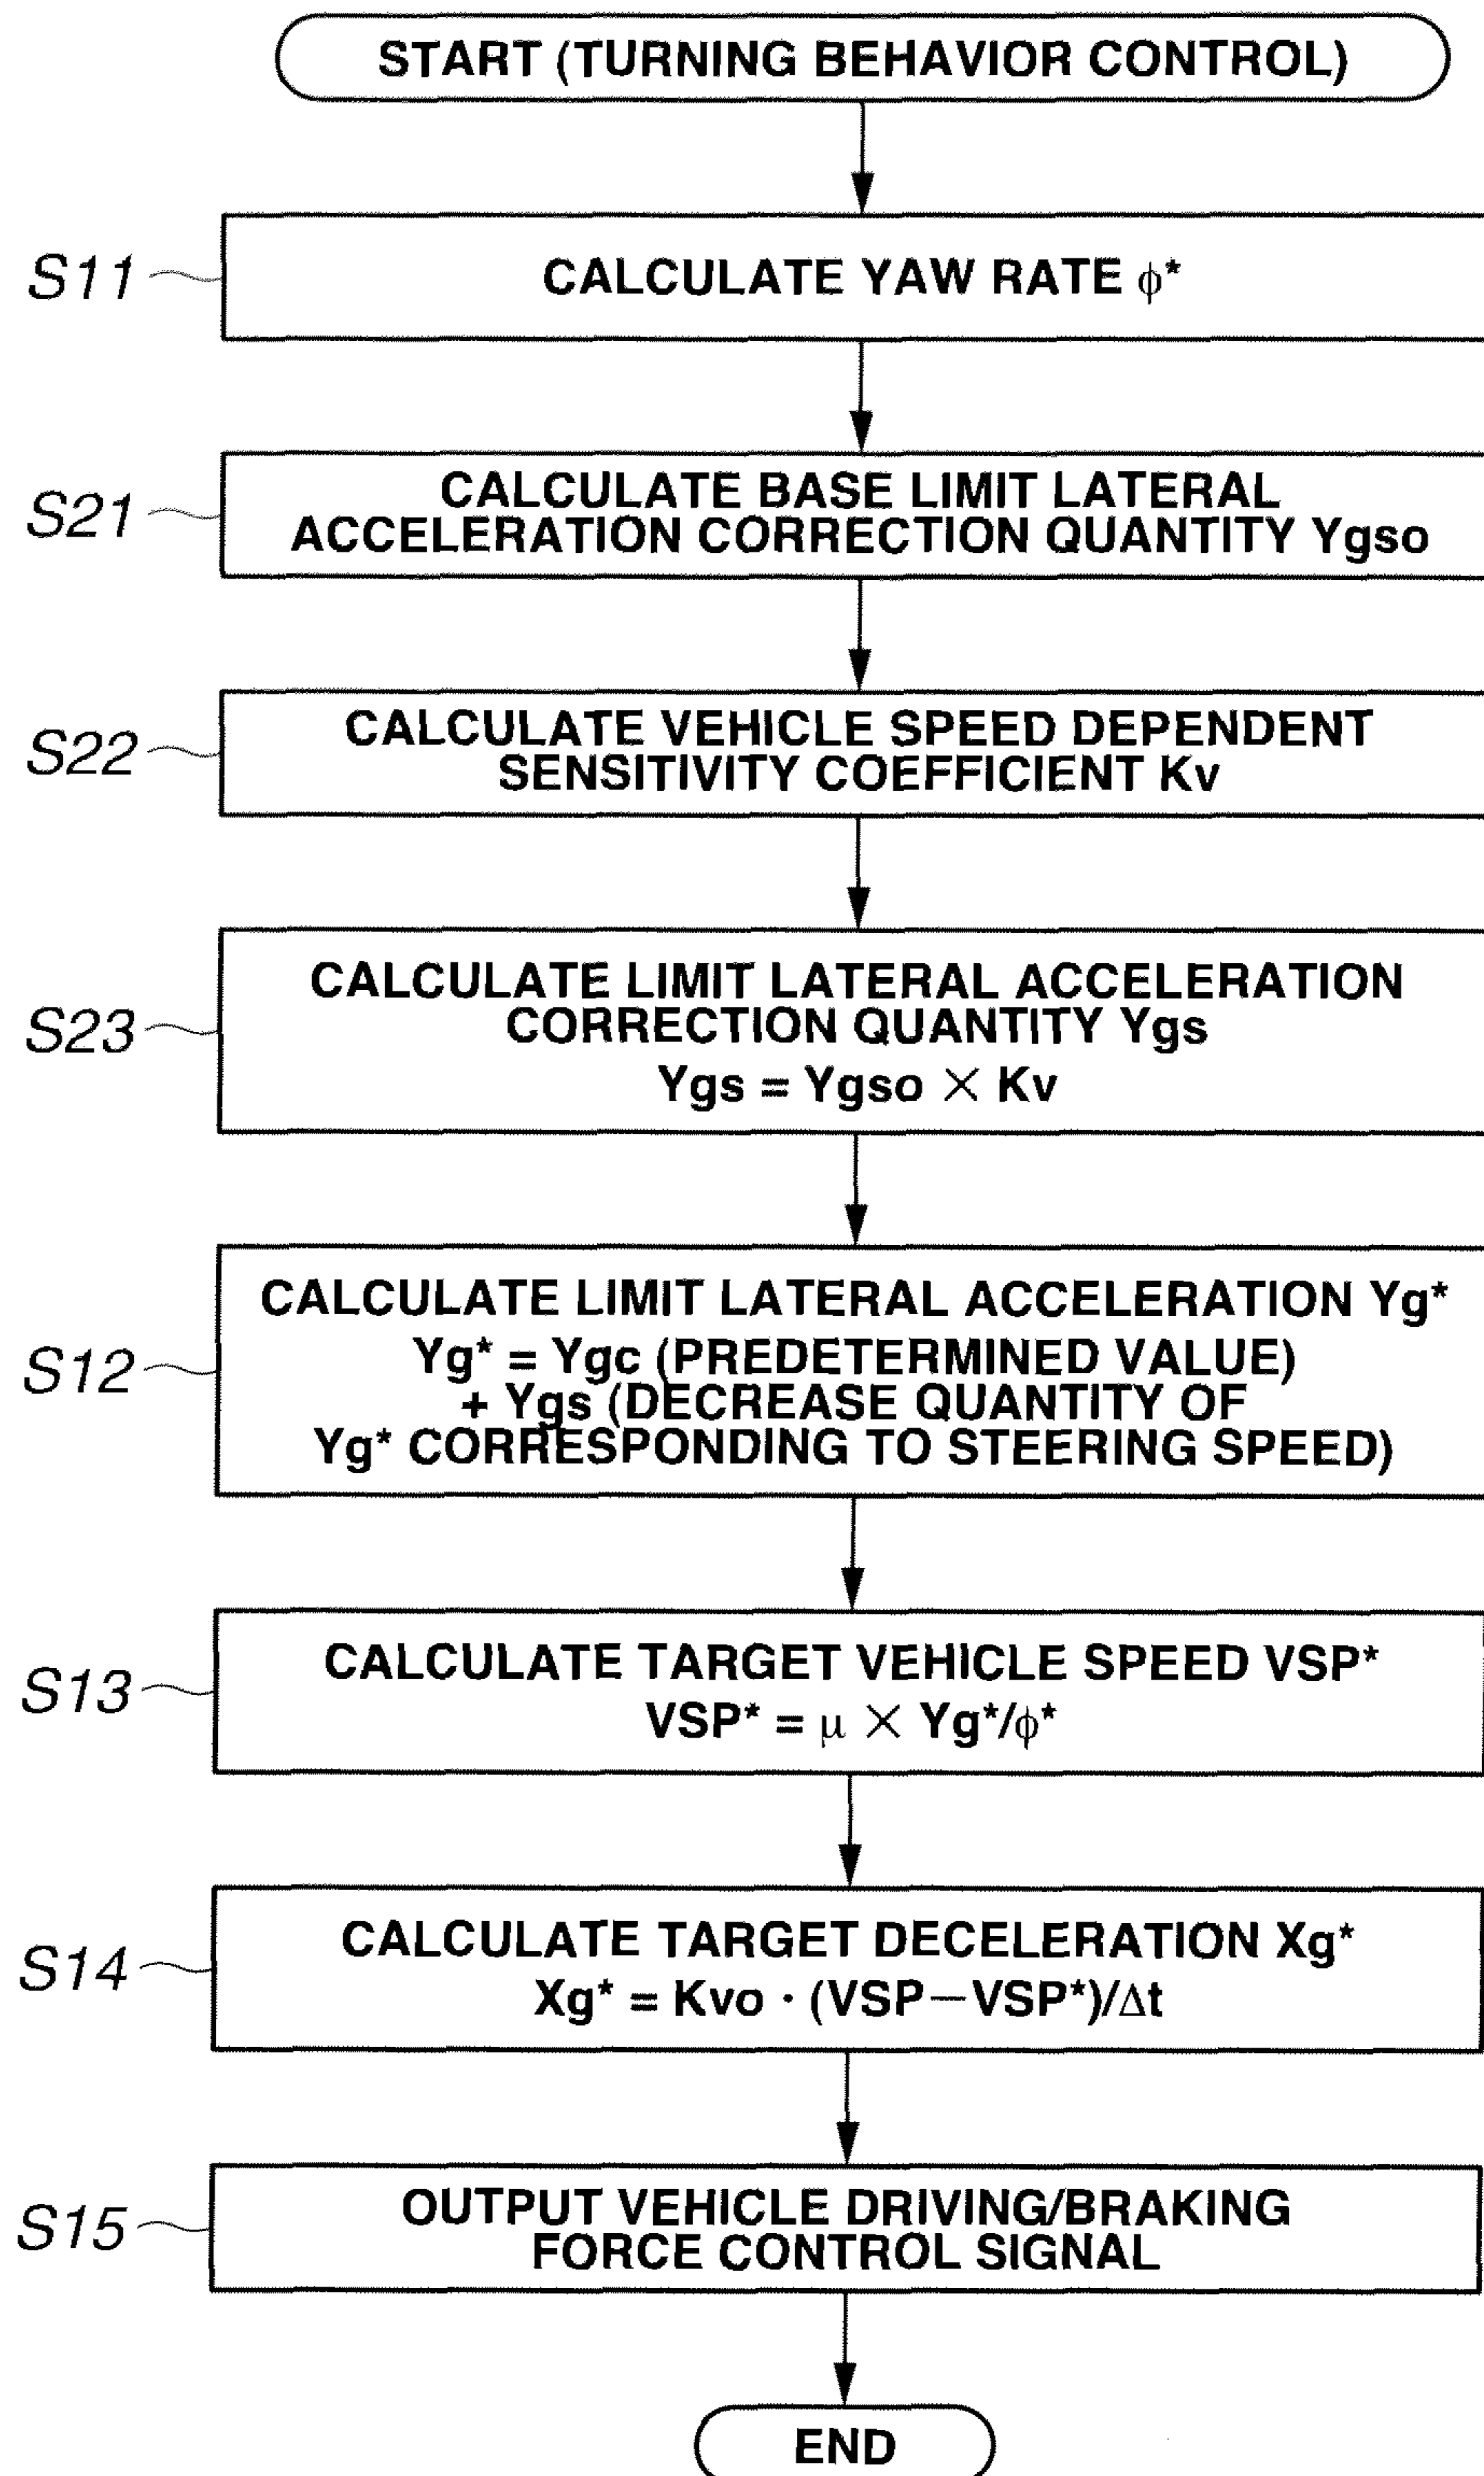 START (TURNING BEHAVIOR CONTROL)
S11
CALCULATE YAW RATE ϕ*
S21
CALCULATE BASE LIMIT LATERAL
ACCELERATION CORRECTION QUANTITY Ygso
S22
CALCULATE VEHICLE SPEED DEPENDENT
SENSITIVITY COEFFICIENT Kv
S23
CALCULATE LIMIT LATERAL ACCELERATION
CORRECTION QUANTITY Ygs
Ygs = Ygso × Kv
S12
CALCULATE LIMIT LATERAL ACCELERATION Yg*
Yg* = Ygc (PREDETERMINED VALUE)
+ Ygs (DECREASE QUANTITY OF
Yg* CORRESPONDING TO STEERING SPEED)
S13
CALCULATE TARGET VEHICLE SPEED VSP*
VSP* = μ × Yg*/ϕ*
S14
CALCULATE TARGET DECELERATION Xg*
Xg* = Kvo · (VSP−VSP*)/Δt
S15
OUTPUT VEHICLE DRIVING/BRAKING
FORCE CONTROL SIGNAL
END